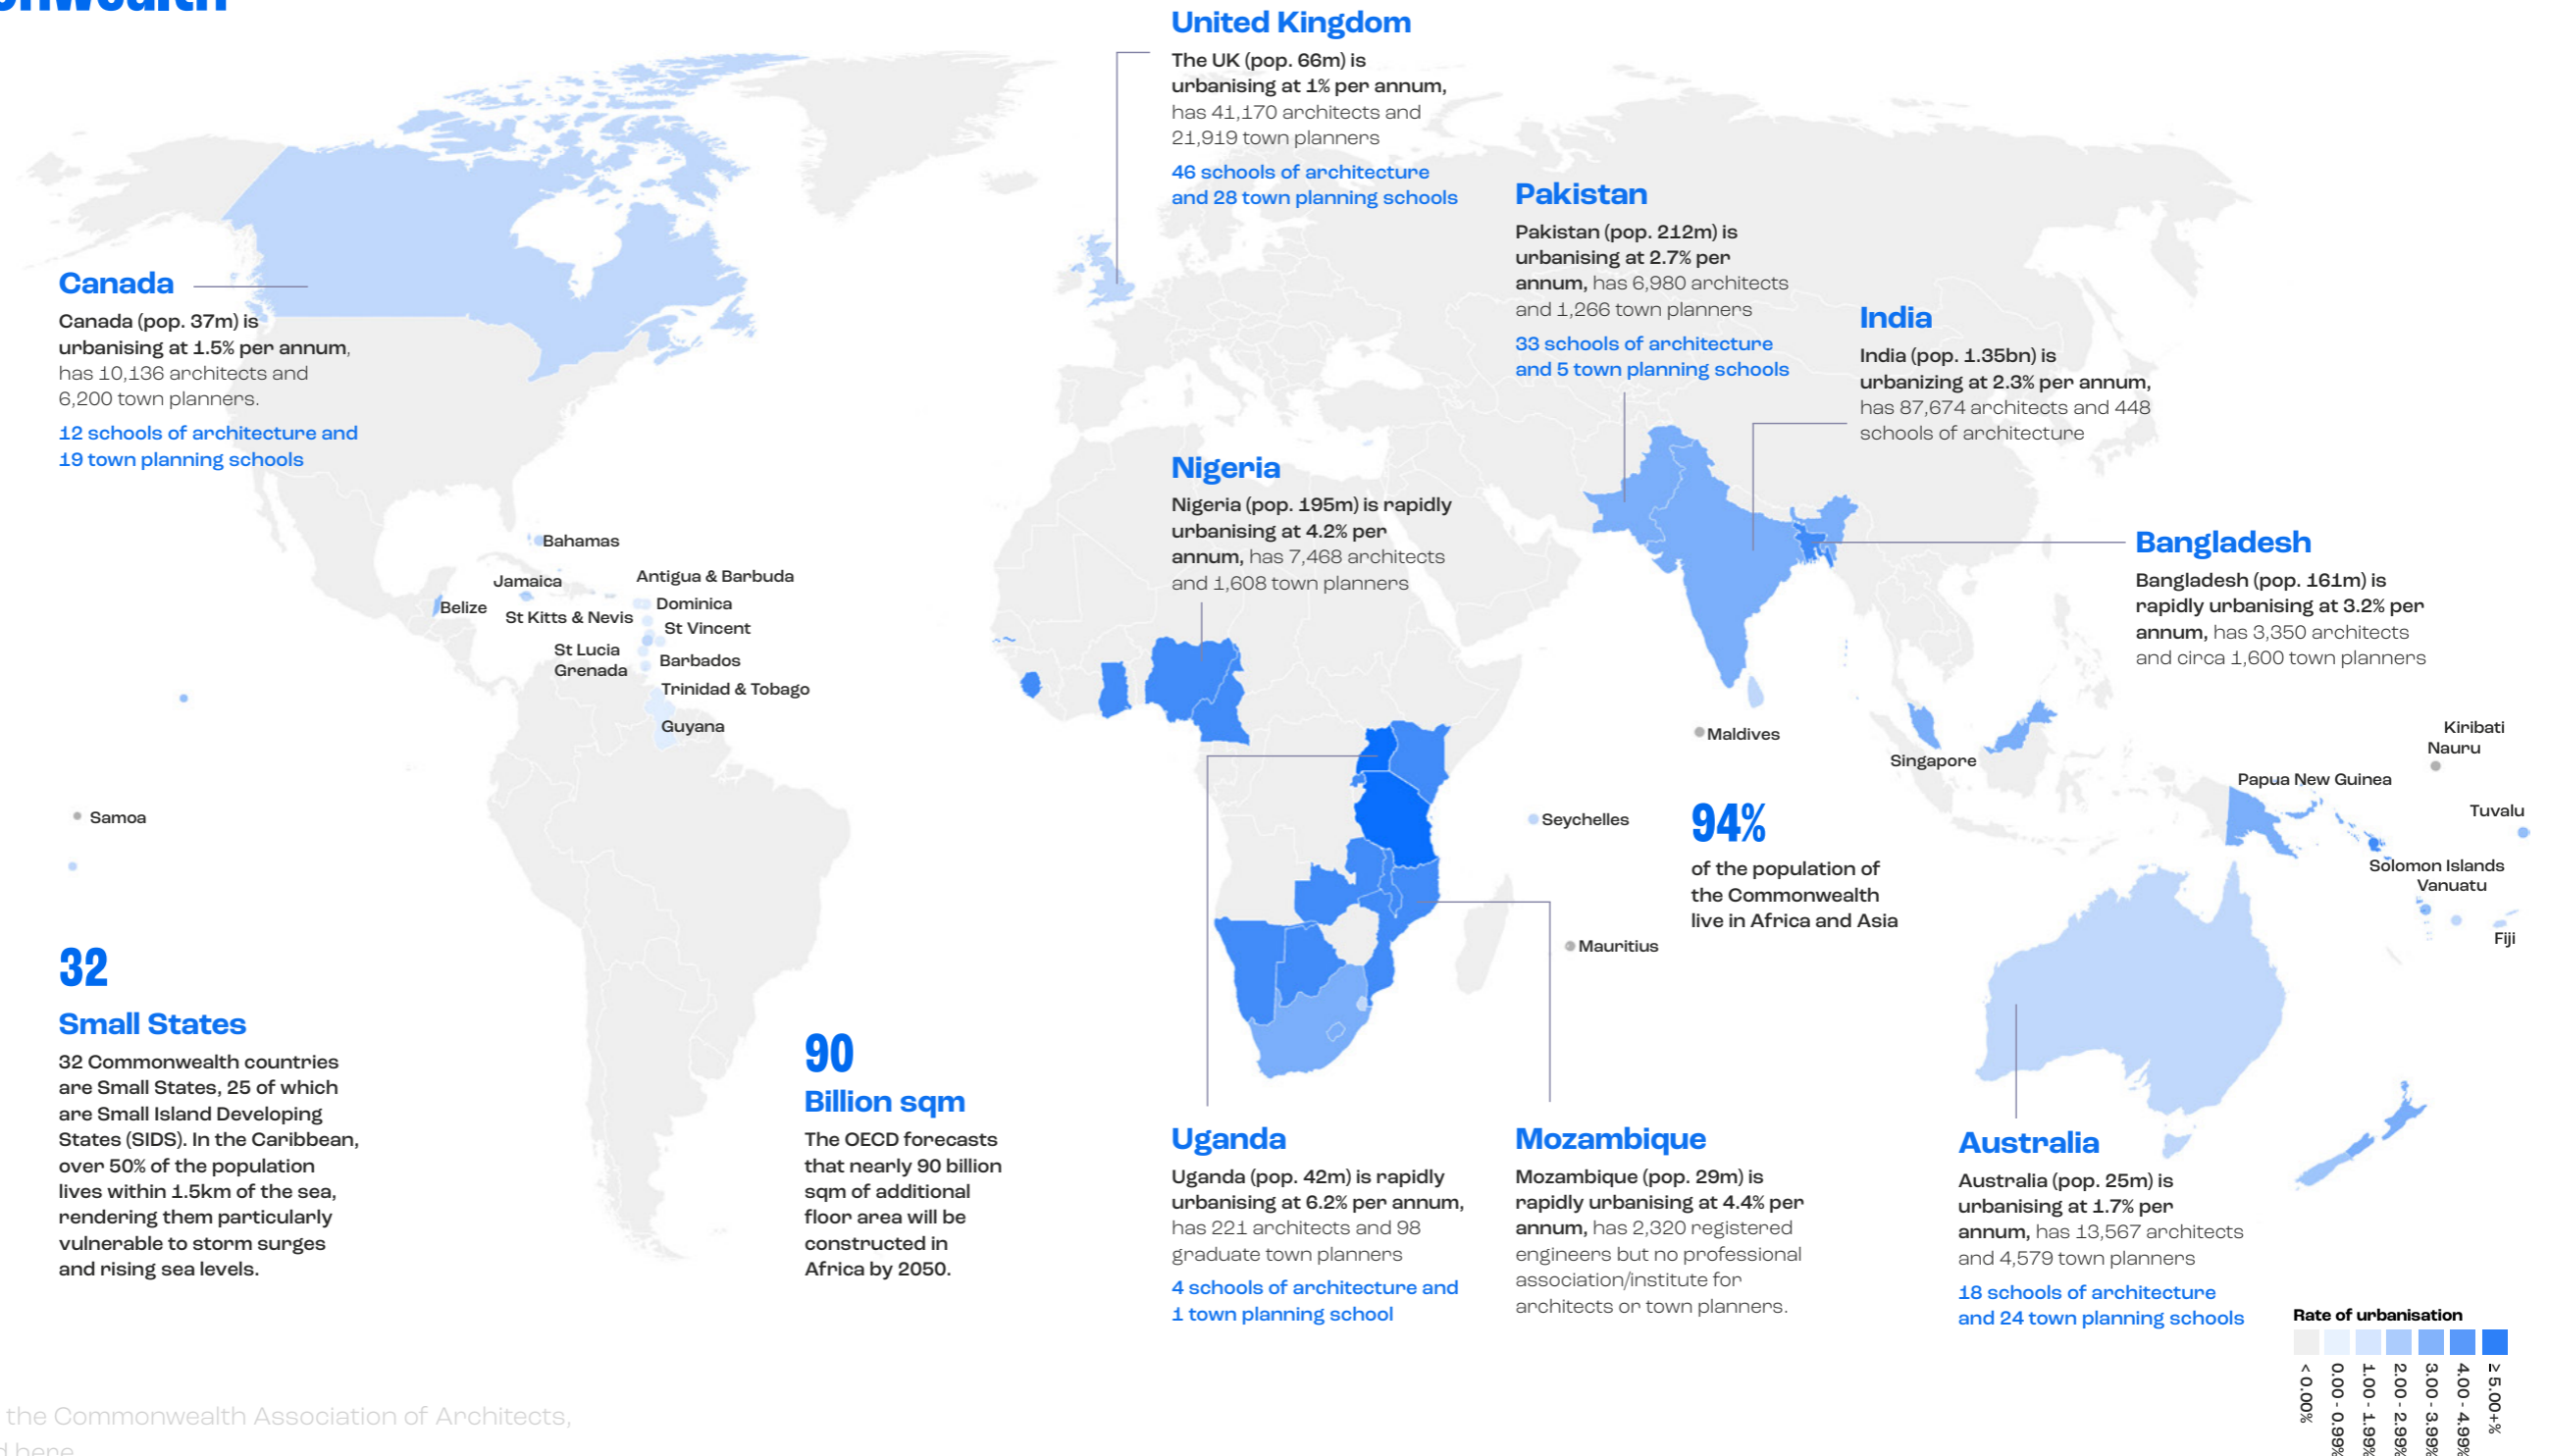 United Kingdom
The UK (pop. 66m) is
urbanising at 1% per annum,
has 41,170 architects and
21,919 town planners
46 schools of architecture
and 28 town planning schools
Pakistan
Pakistan (pop. 212m) is
urbanising at 2.7% per
annum, has 6,980 architects
and 1,266 town planners
33 schools of architecture
and 5 town planning schools
India
India (pop. 1.35bn) is
urbanizing at 2.3% per annum,
has 87,674 architects and 448
schools of architecture
Canada
Canada (pop. 37m) is
urbanising at 1.5% per annum,
has 10,136 architects and
6,200 town planners.
12 schools of architecture and
19 town planning schools
Nigeria
Nigeria (pop. 195m) is rapidly
urbanising at 4.2% per
annum, has 7,468 architects
and 1,608 town planners
Bangladesh
Bangladesh (pop. 161m) is
rapidly urbanising at 3.2% per
annum, has 3,350 architects
and circa 1,600 town planners
Bahamas
Jamaica
Antigua & Barbuda
Belize
Dominica
St Kitts & Nevis
St Vincent
St Lucia
Grenada
Barbados
Trinidad & Tobago
Guyana
Samoa
Maldives
Singapore
Kiribati
Nauru
Papua New Guinea
Tuvalu
Solomon Islands
Vanuatu
Fiji
Seychelles
Mauritius
94%
of the population of
the Commonwealth
live in Africa and Asia
32
Small States
32 Commonwealth countries
are Small States, 25 of which
are Small Island Developing
States (SIDS). In the Caribbean,
over 50% of the population
lives within 1.5km of the sea,
rendering them particularly
vulnerable to storm surges
and rising sea levels.
90
Billion sqm
The OECD forecasts
that nearly 90 billion
sqm of additional
floor area will be
constructed in
Africa by 2050.
Uganda
Uganda (pop. 42m) is rapidly
urbanising at 6.2% per annum,
has 221 architects and 98
graduate town planners
4 schools of architecture and
1 town planning school
Mozambique
Mozambique (pop. 29m) is
rapidly urbanising at 4.4% per
annum, has 2,320 registered
engineers but no professional
association/institute for
architects or town planners.
Australia
Australia (pop. 25m) is
urbanising at 1.7% per
annum, has 13,567 architects
and 4,579 town planners
18 schools of architecture
and 24 town planning schools
Rate of urbanisation
< 0.00%
0.00 - 0.99%
1.00 - 1.99%
2.00 - 2.99%
3.00 - 3.99%
4.00 - 4.99%
≥ 5.00+%
the Commonwealth Association of Architects,
here